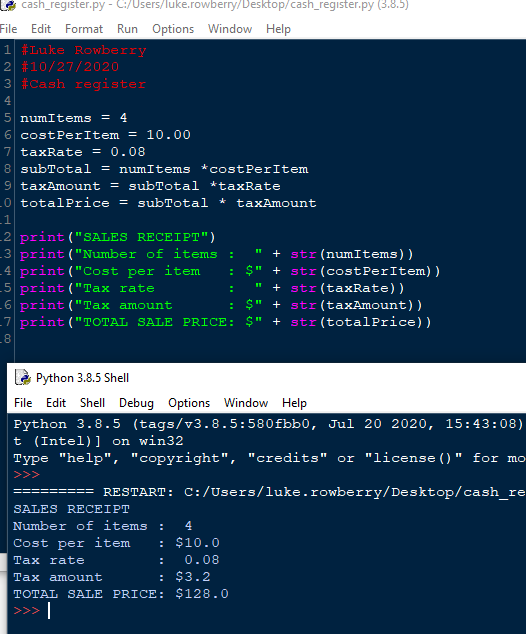 cash_register.py - C:/Users/luke.rowberry/Desktop/cash_register.py (3.8.5)
File Edit Format Run Options Window Help
1 #Luke Rowberry
2 #10/27/2020
3 #Cash register
4
5 numItems = 4
6 costPerItem = 10.00
7 taxRate = 0.08
8 subTotal = numItems *costPerItem
9 taxAmount = subTotal *taxRate
10 totalPrice = subTotal * taxAmount
11
12 print("SALES RECEIPT")
13 print("Number of items :  " + str(numItems))
14 print("Cost per item   : $" + str(costPerItem))
15 print("Tax rate        :  " + str(taxRate))
16 print("Tax amount      : $" + str(taxAmount))
17 print("TOTAL SALE PRICE: $" + str(totalPrice))
18
Python 3.8.5 Shell
File Edit Shell Debug Options Window Help
Python 3.8.5 (tags/v3.8.5:580fbb0, Jul 20 2020, 15:43:08)
t (Intel)] on win32
Type "help", "copyright", "credits" or "license()" for mo
>>>
========= RESTART: C:/Users/luke.rowberry/Desktop/cash_re
SALES RECEIPT
Number of items :  4
Cost per item   : $10.0
Tax rate        :  0.08
Tax amount      : $3.2
TOTAL SALE PRICE: $128.0
>>>